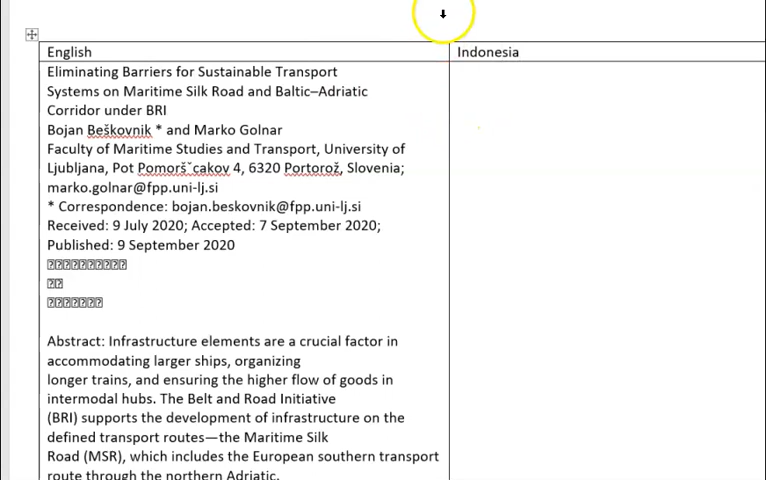 English
Indonesia
Eliminating Barriers for Sustainable Transport
Systems on Maritime Silk Road and Baltic–Adriatic
Corridor under BRI
Bojan Beškovnik * and Marko Golnar
Faculty of Maritime Studies and Transport, University of
Ljubljana, Pot Pomoršˇcakov 4, 6320 Portorož, Slovenia;
marko.golnar@fpp.uni-lj.si
* Correspondence: bojan.beskovnik@fpp.uni-lj.si
Received: 9 July 2020; Accepted: 7 September 2020;
Published: 9 September 2020
Abstract: Infrastructure elements are a crucial factor in
accommodating larger ships, organizing
longer trains, and ensuring the higher flow of goods in
intermodal hubs. The Belt and Road Initiative
(BRI) supports the development of infrastructure on the
defined transport routes—the Maritime Silk
Road (MSR), which includes the European southern transport
route through the northern Adriatic.